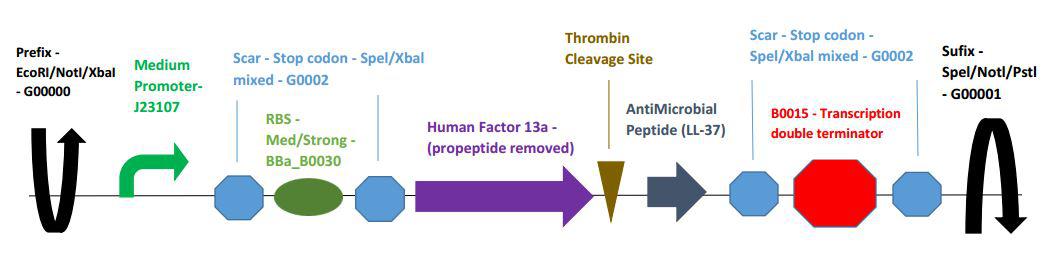 Prefix -
EcoRI/NotI/XbaI
- G00000
Medium
Promoter-
J23107
Scar - Stop codon - SpeI/XbaI
mixed - G0002
RBS -
Med/Strong -
BBa_B0030
Human Factor 13a -
(propeptide removed)
Thrombin
Cleavage Site
AntiMicrobial
Peptide (LL-37)
Scar - Stop codon -
SpeI/XbaI mixed - G0002
B0015 - Transcription
double terminator
Sufix -
SpeI/NotI/PstI
- G00001